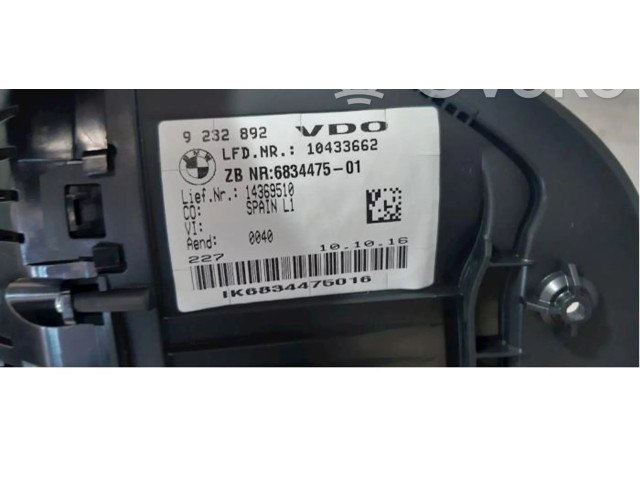 9 232 892 VDO
LFD.NR.: 10433662
ZB NR:6834475-01
Lief.Nr.: 14369510
CO: SPAIN L1
VI:
Aend: 0040
227 10.10.16
IK6834475016